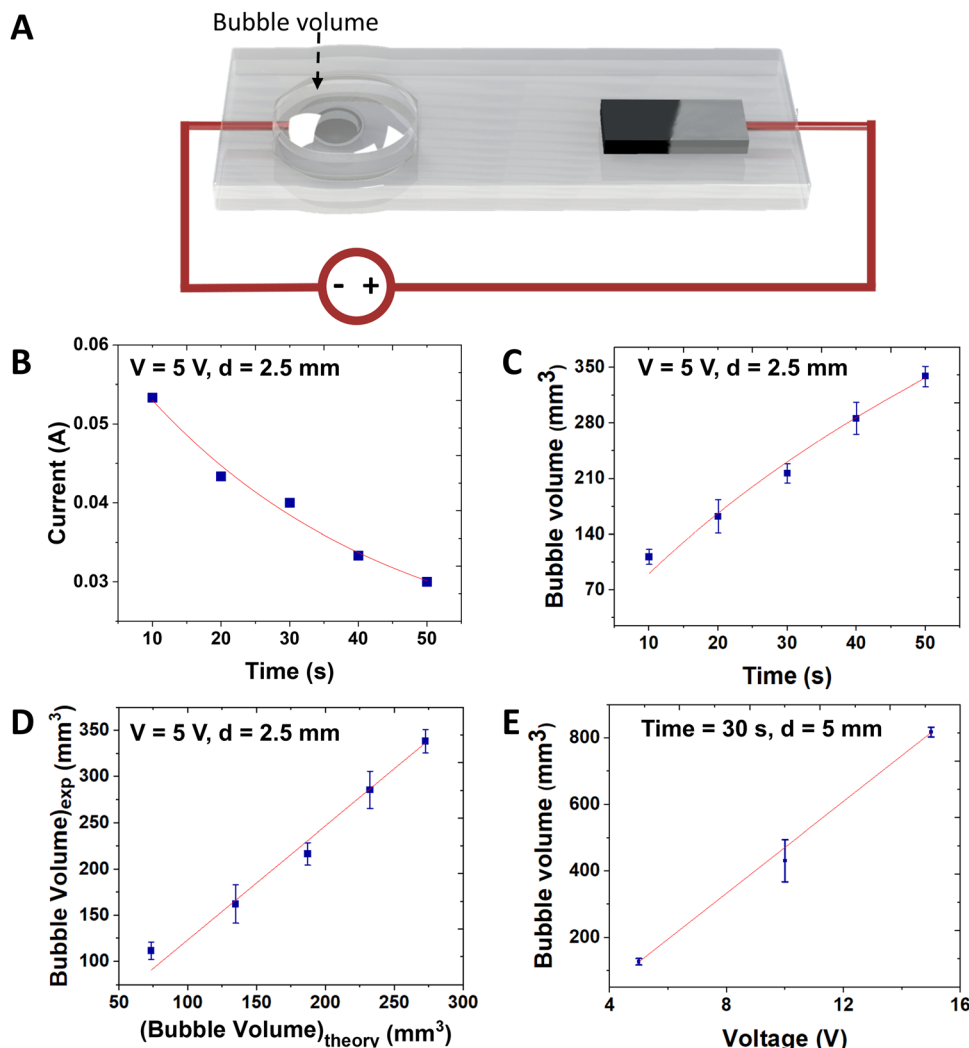 A
Bubble volume
- +
B
V = 5 V, d = 2.5 mm
Current (A)
0.06
0.05
0.04
0.03
10 20 30 40 50
Time (s)
C
V = 5 V, d = 2.5 mm
Bubble volume (mm³)
350
280
210
140
70
10 20 30 40 50
Time (s)
D
V = 5 V, d = 2.5 mm
(Bubble Volume)exp (mm³)
350
300
250
200
150
100
50 100 150 200 250 300
(Bubble Volume)theory (mm³)
E
Time = 30 s, d = 5 mm
Bubble volume (mm³)
800
600
400
200
4 8 12 16
Voltage (V)